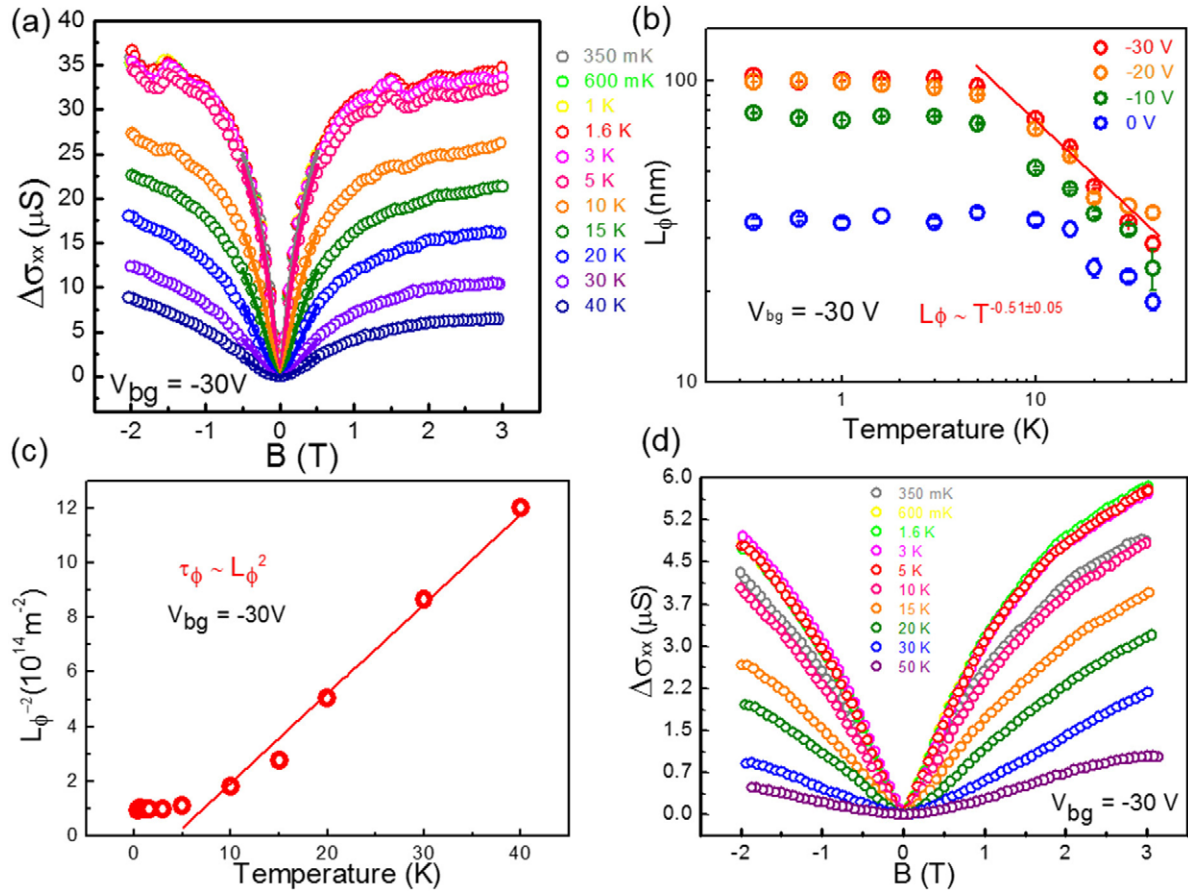 (a)
40
35
30
25
20
15
10
5
0
Δσxx (μS)
-2 -1 0 1 2 3
B (T)
Vbg = -30V
350 mK
600 mK
1 K
1.6 K
3 K
5 K
10 K
15 K
20 K
30 K
40 K
(b)
100
10
Lϕ(nm)
1 10
Temperature (K)
-30 V
-20 V
-10 V
0 V
Vbg = -30 V
Lϕ ~ T-0.51±0.05
(c)
12
10
8
6
4
2
0
Lϕ-2(1014m-2)
0 10 20 30 40
Temperature (K)
τϕ ~ Lϕ2
Vbg = -30V
(d)
6.0
5.2
4.5
3.7
3.0
2.2
1.5
0.7
0.0
Δσxx (μS)
-2 -1 0 1 2 3
B (T)
350 mK
600 mK
1.6 K
3 K
5 K
10 K
15 K
20 K
30 K
50 K
Vbg = -30 V